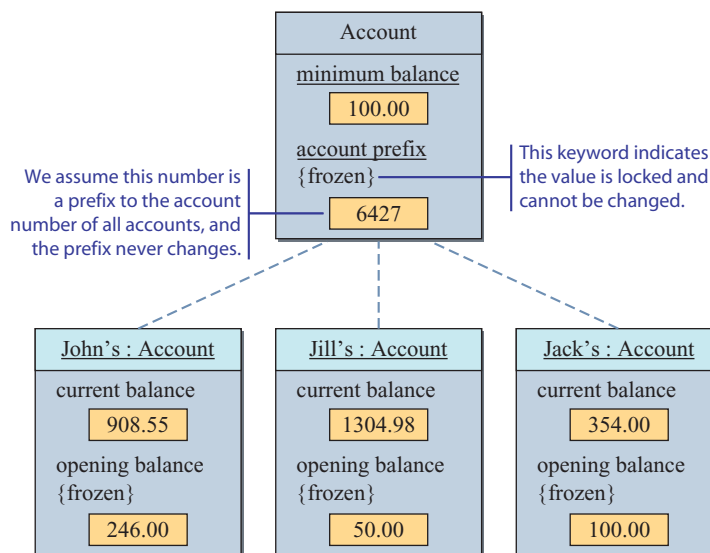 Account
minimum balance
100.00
account prefix
{frozen}
6427
We assume this number is
a prefix to the account
number of all accounts, and
the prefix never changes.
This keyword indicates
the value is locked and
cannot be changed.
John's : Account
current balance
908.55
opening balance
{frozen}
246.00
Jill's : Account
current balance
1304.98
opening balance
{frozen}
50.00
Jack's : Account
current balance
354.00
opening balance
{frozen}
100.00